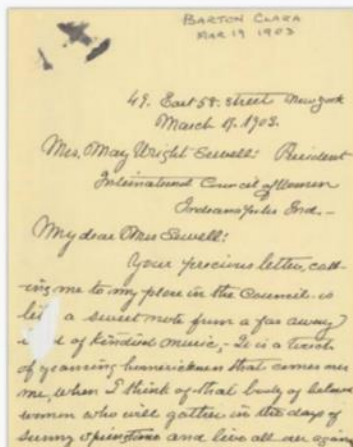 BARTON CLARA
MAR 19 1903
49. East 58. Street New York
March 19. 1903.
Mrs. May Wright Sewell: President
International Council of Women
Indianapolis Ind. –
My dear Mrs Sewell:
Your precious letter, call-
ing me to my place in the Council is
a sweet note from a far away
of kindred music, – It is a touch
of yearning homesickness that comes over
me, when I think of that body of beloved
women who will gather in the days of
sunny springtime and live all over again